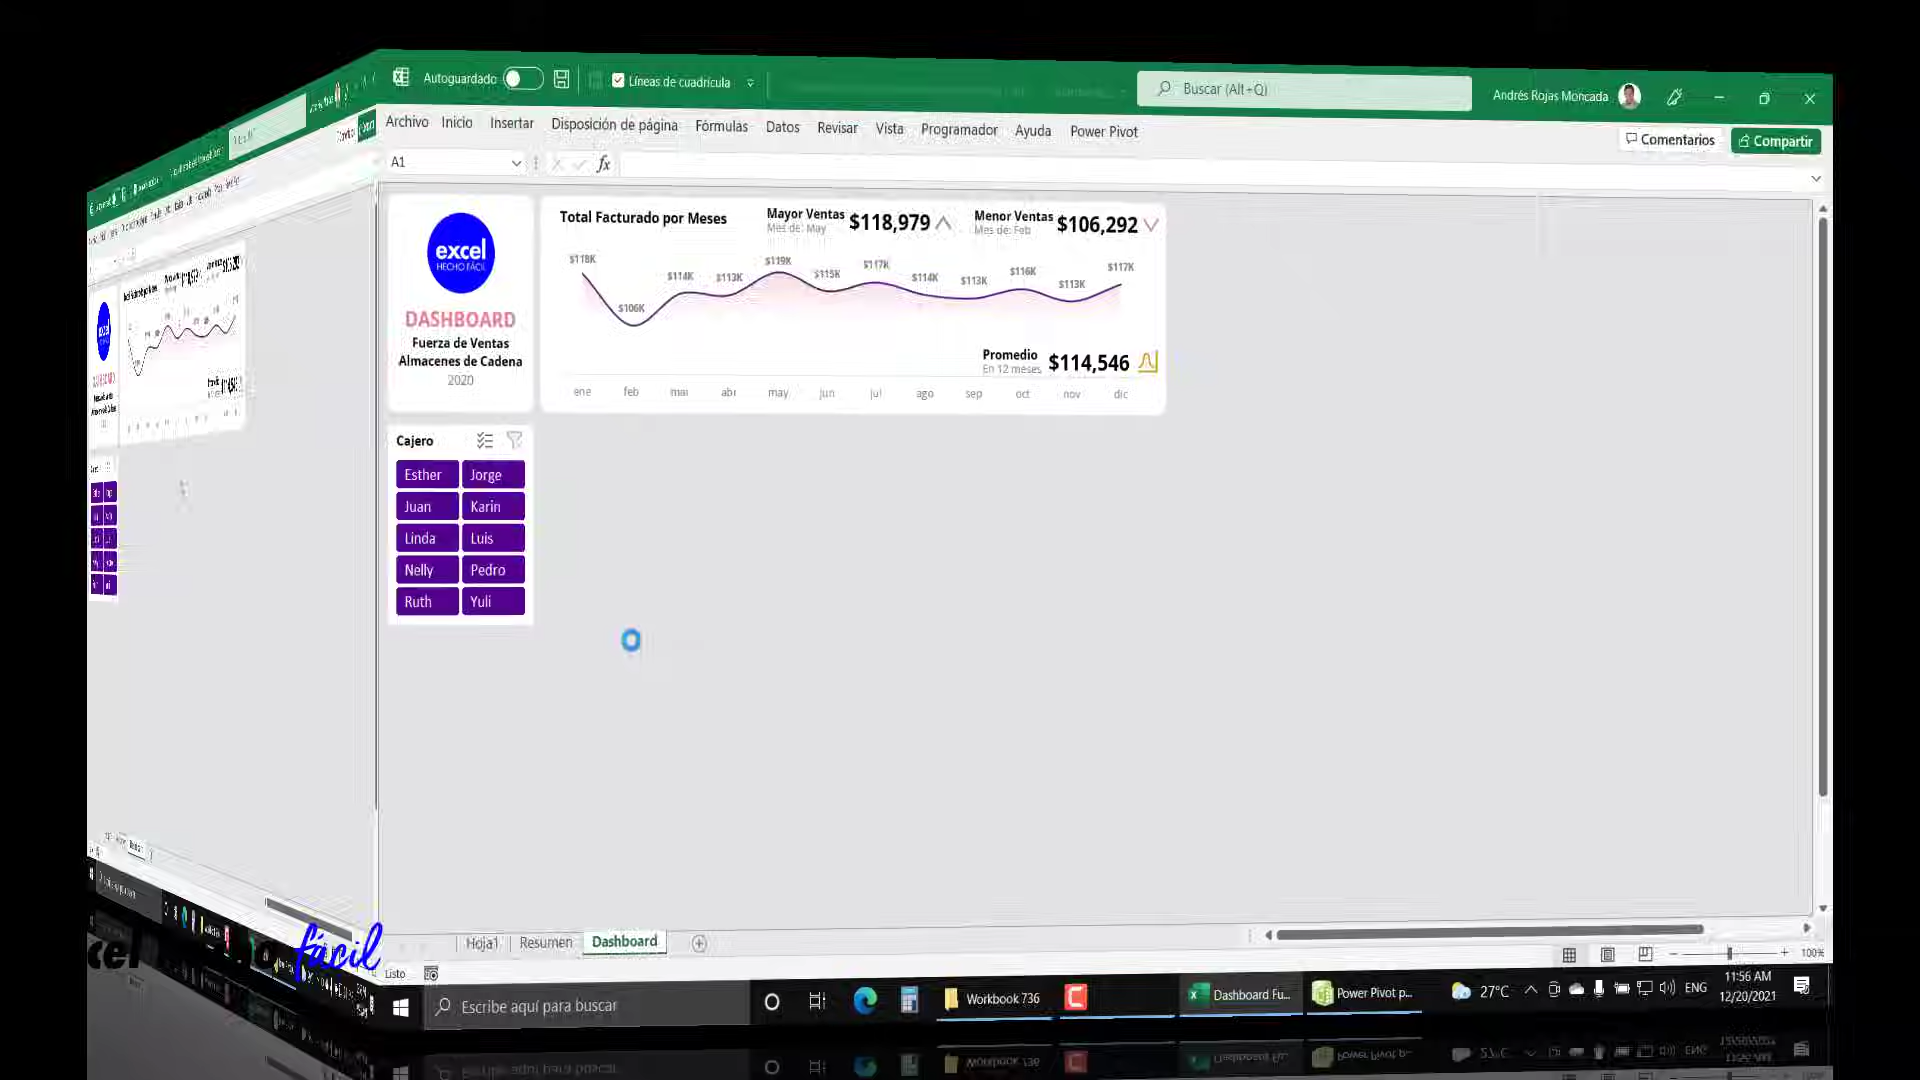 Autoguardado
Líneas de cuadrícula
Buscar (Alt+Q)
Andrés Rojas Moncada
Archivo Inicio Insertar Disposición de página Fórmulas Datos Revisar Vista Programador Ayuda Power Pivot
Comentarios
Compartir
A1
fx
excel
HECHO FÁCIL
DASHBOARD
Fuerza de Ventas
Almacenes de Cadena
2020
Total Facturado por Meses
Mayor Ventas
Mes de: May
$118,979
Menor Ventas
Mes de: Feb
$106,292
$118K $106K $114K $113K $119K $115K $117K $114K $113K $116K $113K $117K
Promedio
En 12 meses
$114,546
ene feb mar abr may jun jul ago sep oct nov dic
Cajero
Esther Jorge
Juan Karin
Linda Luis
Nelly Pedro
Ruth Yuli
fácil
Hoja1 Resumen Dashboard
Listo
100%
Escribe aquí para buscar
Workbook 736
Dashboard Fu...
Power Pivot p...
27°C
ENG
11:56 AM
12/20/2021